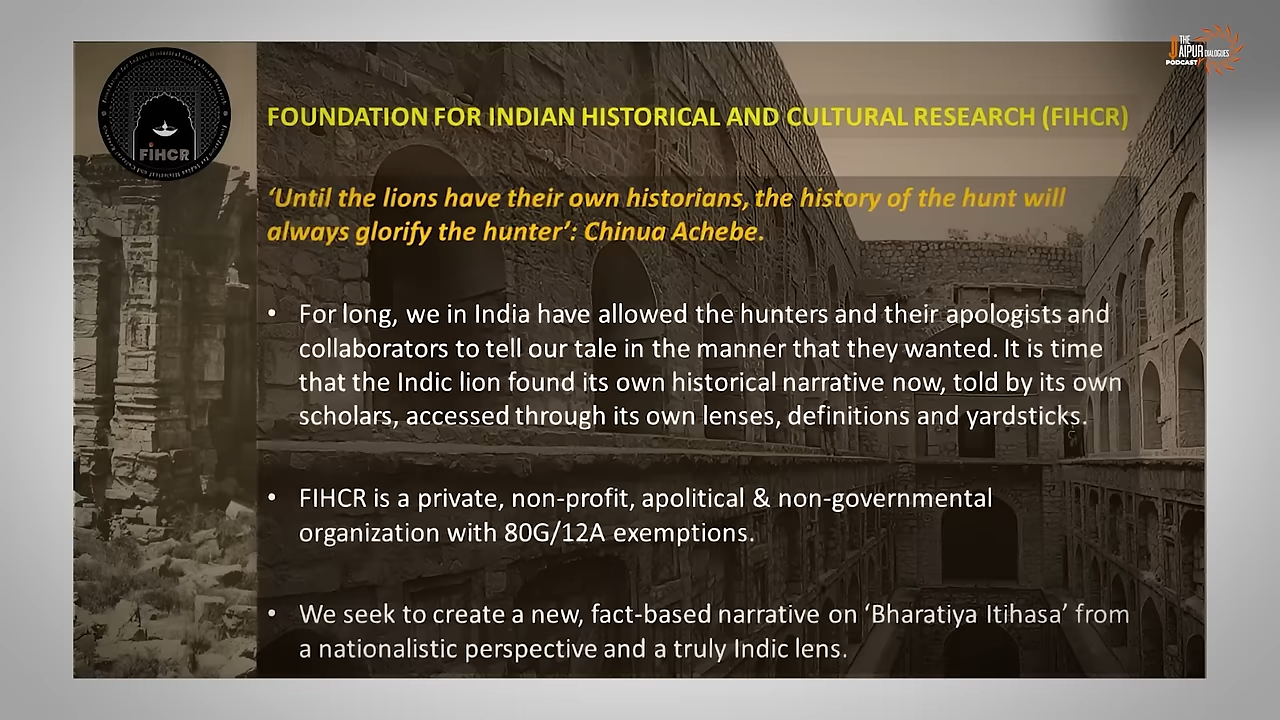 THE
JAIPUR DIALOGUES
PODCAST
FiHCR
FOUNDATION FOR INDIAN HISTORICAL AND CULTURAL RESEARCH (FIHCR)
‘Until the lions have their own historians, the history of the hunt will
always glorify the hunter’: Chinua Achebe.
• For long, we in India have allowed the hunters and their apologists and
collaborators to tell our tale in the manner that they wanted. It is time
that the Indic lion found its own historical narrative now, told by its own
scholars, accessed through its own lenses, definitions and yardsticks.
• FIHCR is a private, non-profit, apolitical & non-governmental
organization with 80G/12A exemptions.
• We seek to create a new, fact-based narrative on ‘Bharatiya Itihasa’ from
a nationalistic perspective and a truly Indic lens.